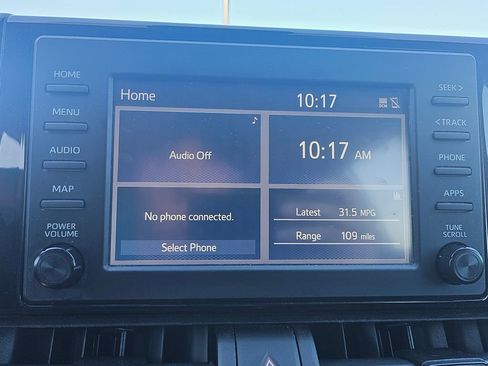 HOME
MENU
AUDIO
MAP
POWER
VOLUME
Home
10:17
DCM
Audio Off
10:17 AM
No phone connected.
Select Phone
Latest 31.5 MPG
Range 109 miles
SEEK >
< TRACK
PHONE
APPS
TUNE
SCROLL